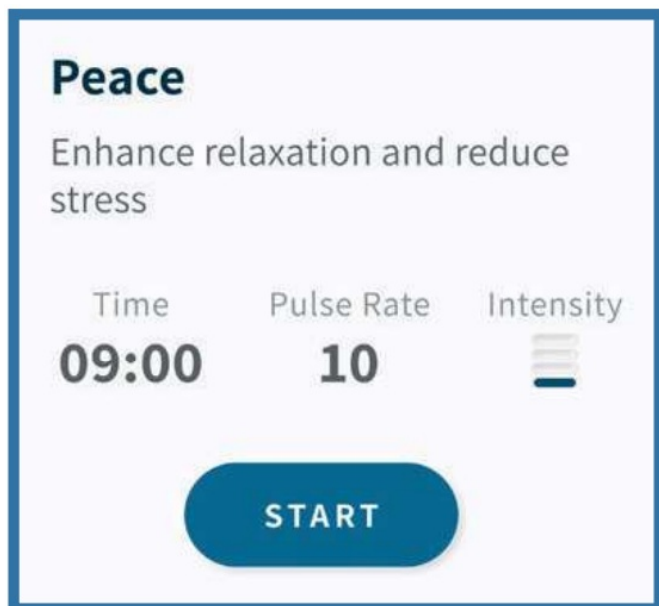 Peace
Enhance relaxation and reduce
stress
Time Pulse Rate Intensity
09:00 10
START